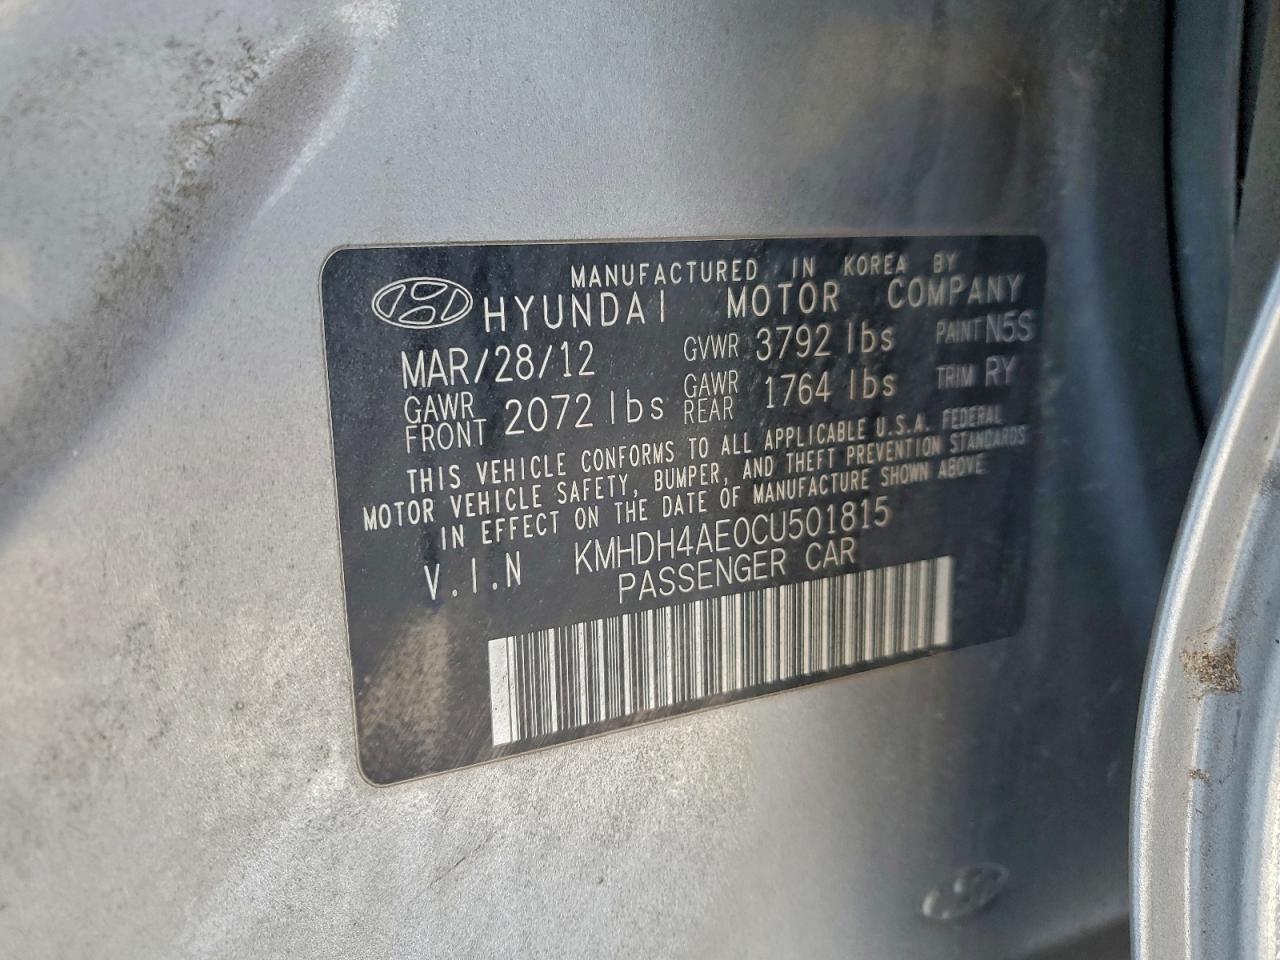 MANUFACTURED IN KOREA BY
HYUNDAI MOTOR COMPANY
MAR/28/12 GVWR 3792 lbs PAINT N5S
GAWR FRONT 2072 lbs GAWR REAR 1764 lbs TRIM RY
THIS VEHICLE CONFORMS TO ALL APPLICABLE U.S.A. FEDERAL
MOTOR VEHICLE SAFETY, BUMPER, AND THEFT PREVENTION STANDARDS
IN EFFECT ON THE DATE OF MANUFACTURE SHOWN ABOVE
V.I.N KMHDH4AE0CU501815
PASSENGER CAR